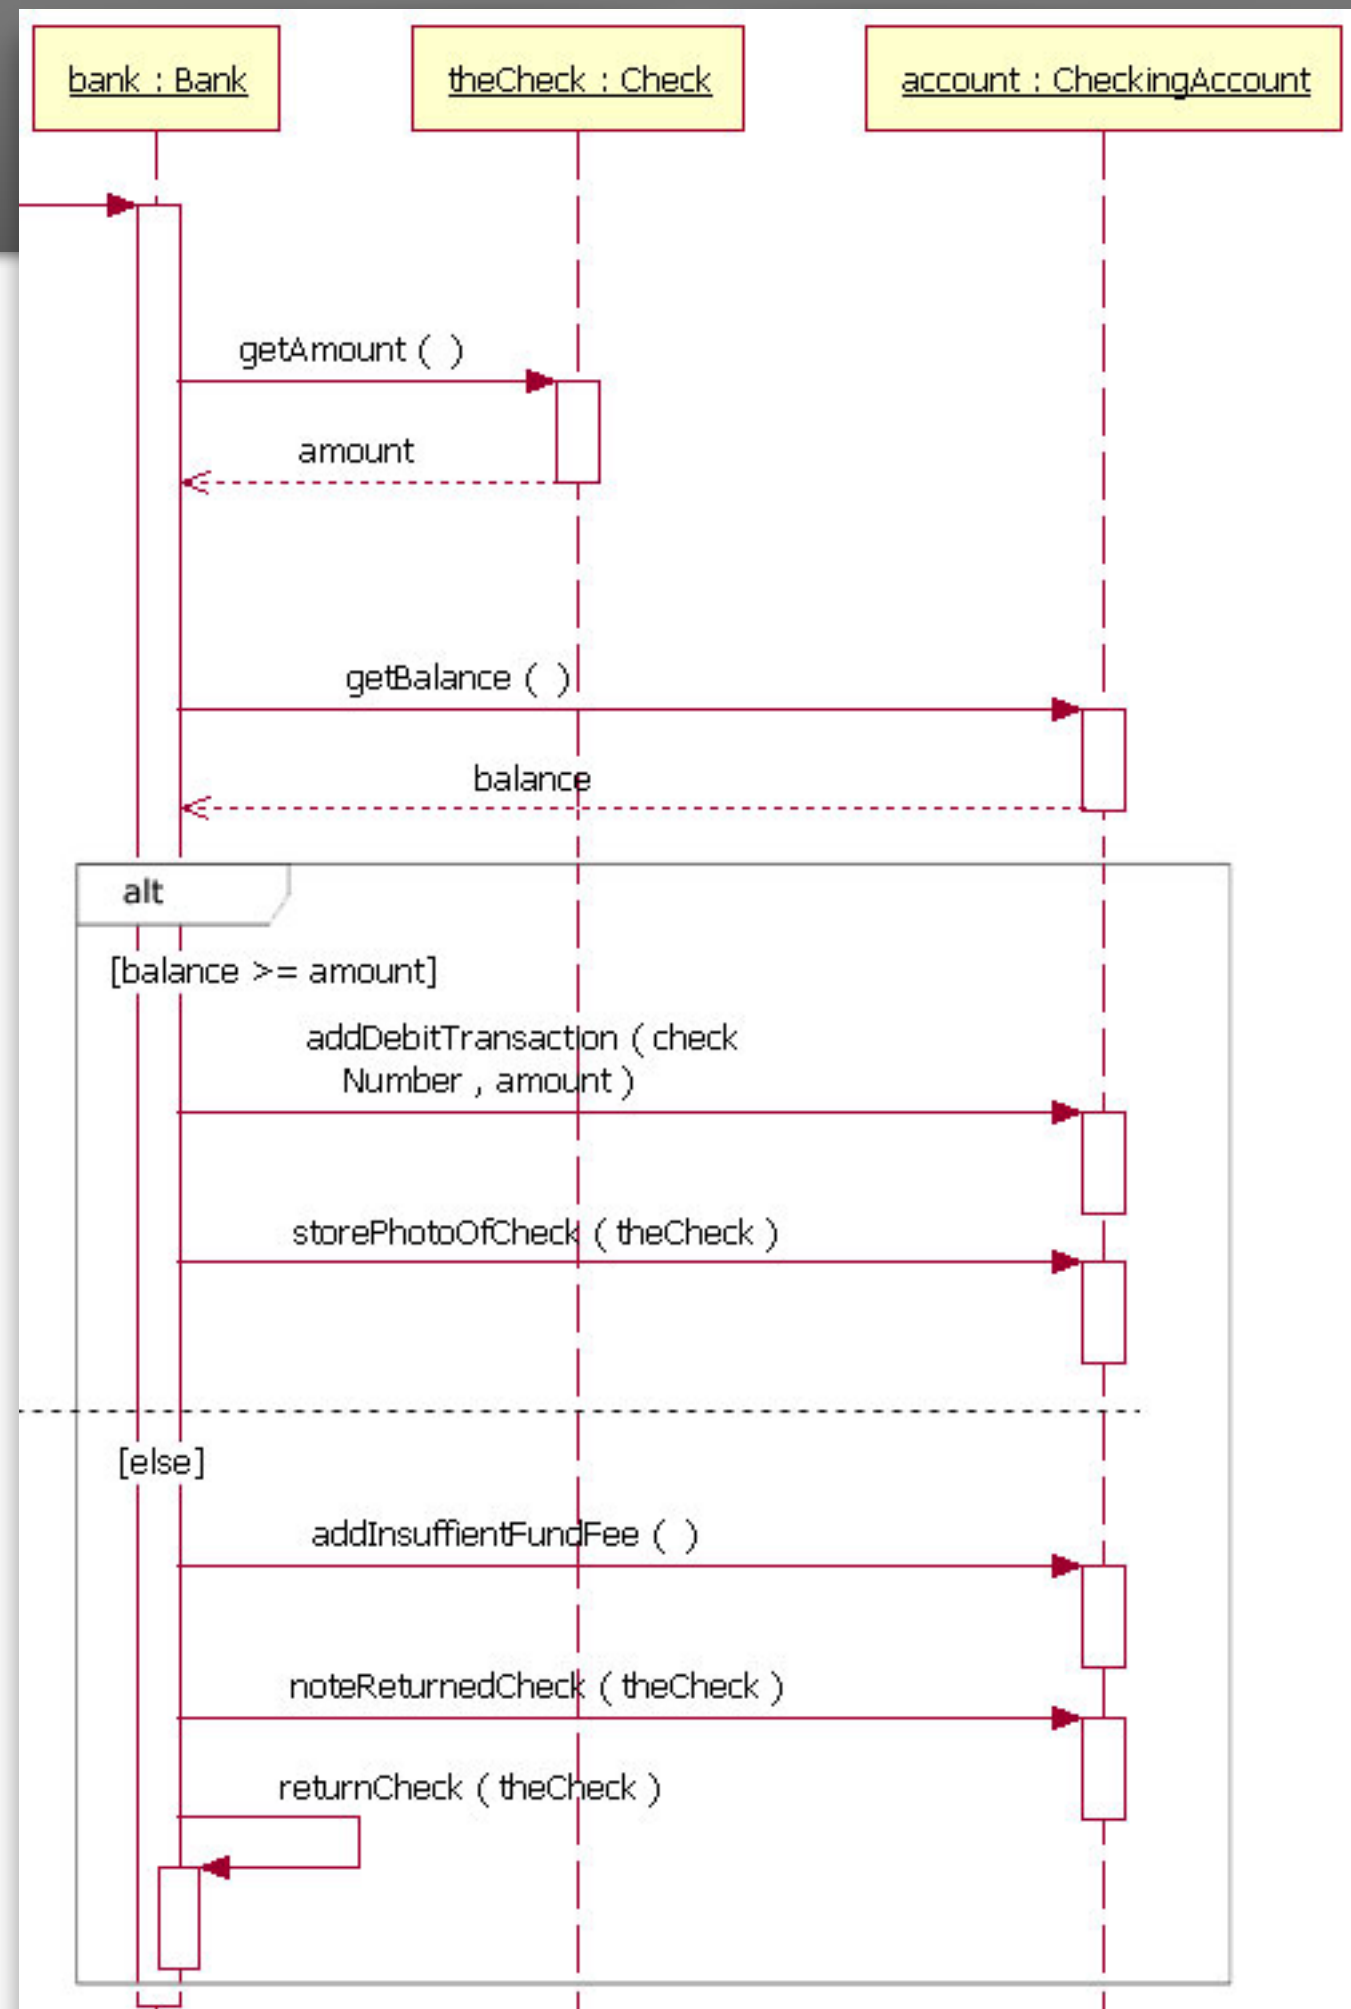 bank : Bank
theCheck : Check
account : CheckingAccount
getAmount ( )
amount
getBalance ( )
balance
alt
[balance >= amount]
addDebitTransaction ( check
Number , amount )
storePhotoOfCheck ( theCheck )
[else]
addInsuffientFundFee ( )
noteReturnedCheck ( theCheck )
returnCheck ( theCheck )